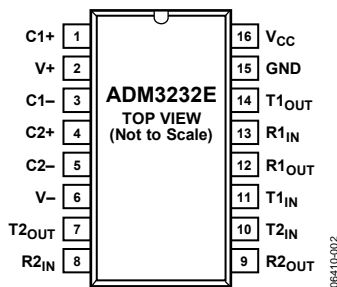 C1+ 1
V+ 2
C1– 3
C2+ 4
C2– 5
V– 6
T2OUT 7
R2IN 8
ADM3232E
TOP VIEW
(Not to Scale)
16 VCC
15 GND
14 T1OUT
13 R1IN
12 R1OUT
11 T1IN
10 T2IN
9 R2OUT
06410-002